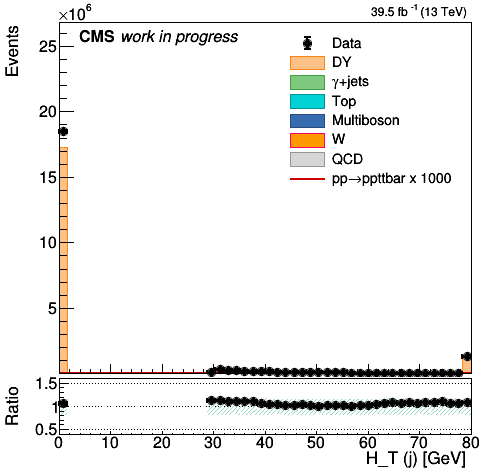 ×10⁶
39.5 fb⁻¹ (13 TeV)
CMS work in progress
Events
25
20
15
10
5
Data
DY
γ+jets
Top
Multiboson
W
QCD
pp→ppttbar x 1000
Ratio
1.5
1
0.5
0 10 20 30 40 50 60 70 80
H_T (j) [GeV]